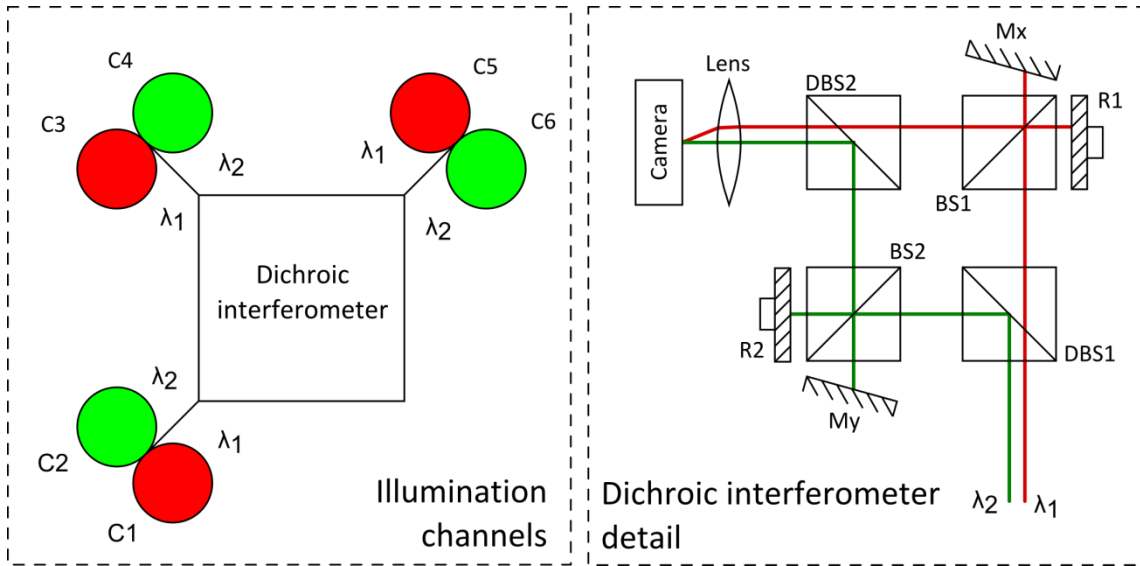 C4
C5
C3
C6
λ2
λ1
λ1
λ2
Dichroic
interferometer
λ2
λ1
C2
C1
Illumination
channels
Mx
Lens
DBS2
R1
Camera
BS1
BS2
R2
DBS1
My
λ2 λ1
Dichroic interferometer
detail